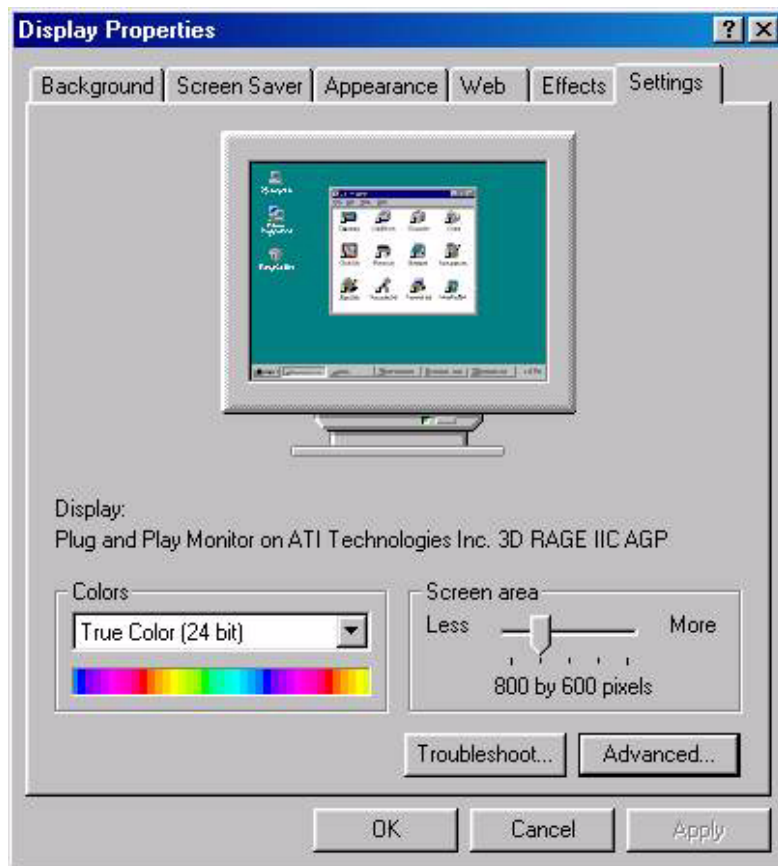 Display Properties
Background Screen Saver Appearance Web Effects Settings
Display:
Plug and Play Monitor on ATI Technologies Inc. 3D RAGE IIC AGP
Colors
True Color (24 bit)
Screen area
Less More
800 by 600 pixels
Troubleshoot... Advanced...
OK Cancel Apply